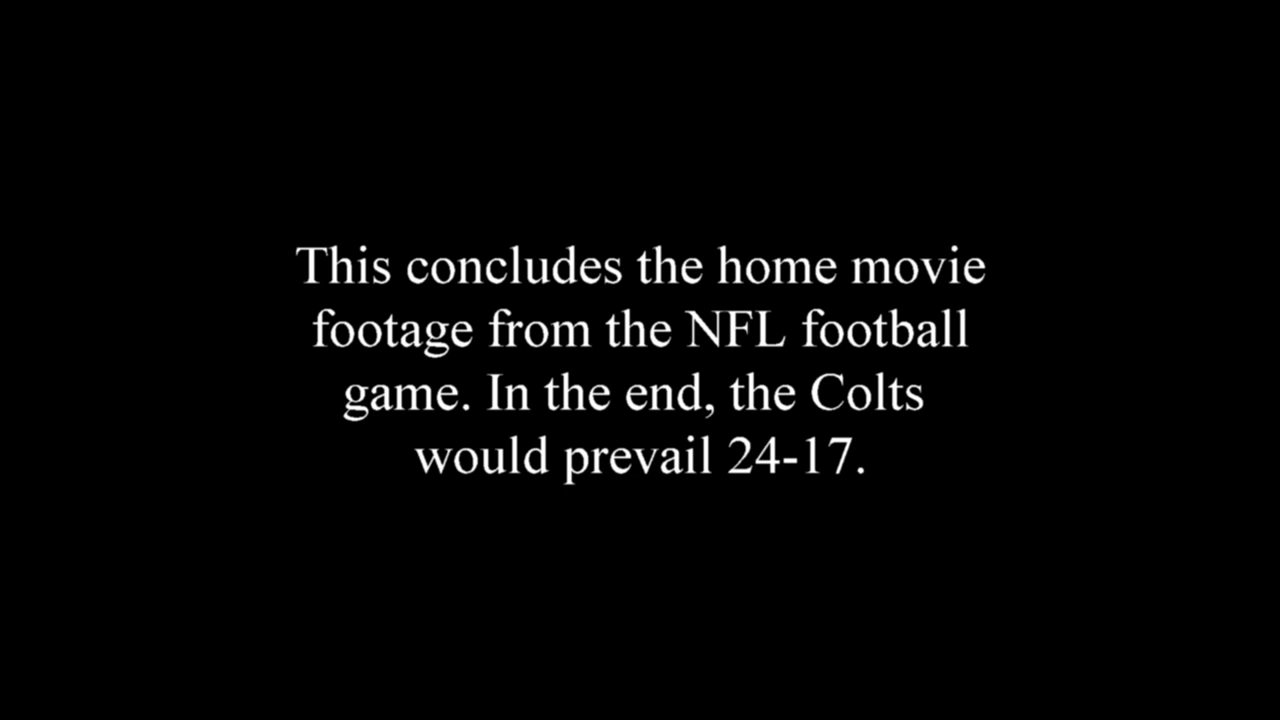 This concludes the home movie
footage from the NFL football
game. In the end, the Colts
would prevail 24-17.